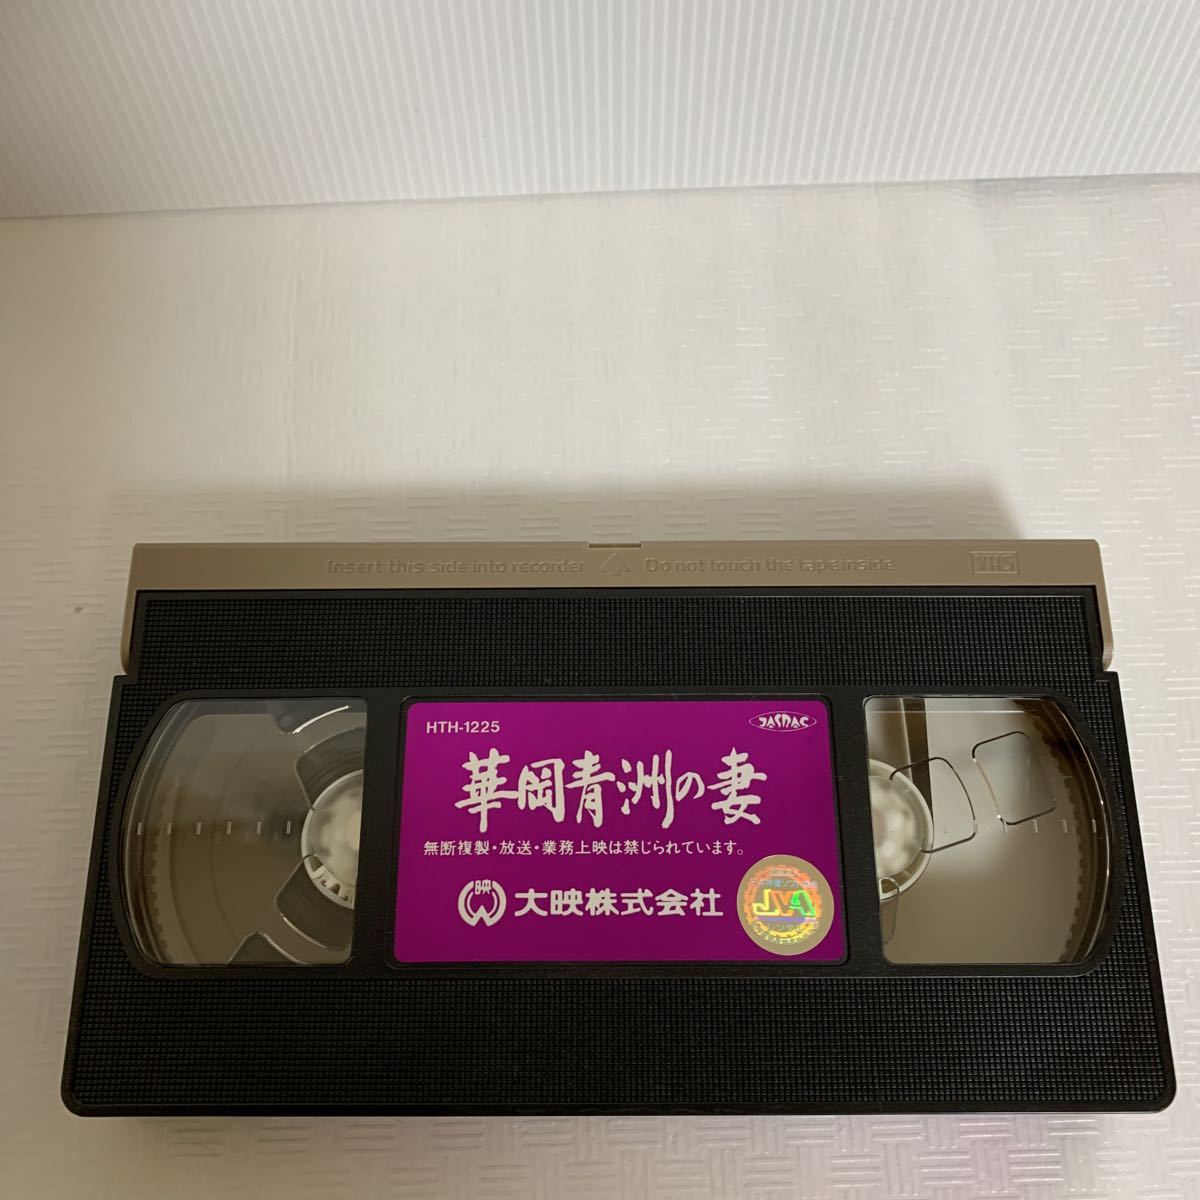 Insert this side into recorder Do not touch the tape inside VHS
HTH-1225 JASRAC
華岡青洲の妻
無断複製・放送・業務上映は禁じられています。
映 大映株式会社
JVA